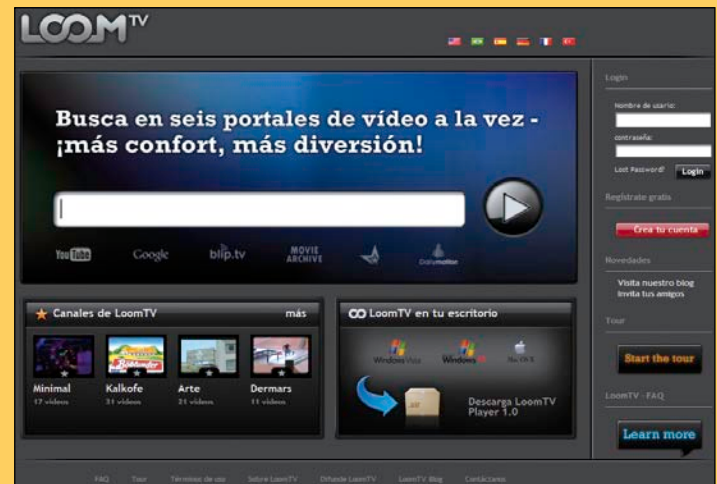 LOOMTV
Busca en seis portales de vídeo a la vez -
¡más confort, más diversión!
YouTube Google blip.tv MOVIE ARCHIVE Dailymotion
Canales de LoomTV más
Minimal Kalkofe Arte Dermars
17 videos 31 videos 21 videos 11 videos
LoomTV en tu escritorio
Windows Vista Windows Mac OS X
Descarga LoomTV
Player 1.0
Login
Nombre de usario:
contraseña:
Lost Password? Login
Regístrate gratis
Crea tu cuenta
Novedades
Visita nuestro blog
Invita tus amigos
Tour
Start the tour
LoomTV - FAQ
Learn more
FAQ Tour Términos de uso Sobre LoomTV Difunde LoomTV LoomTV Blog Contáctanos